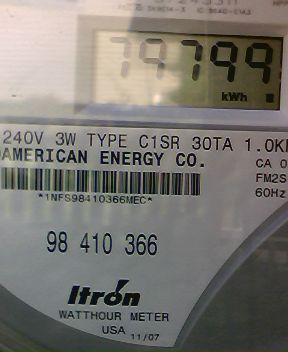 79799
kWh
240V 3W TYPE C1SR 30TA 1.0K
AMERICAN ENERGY CO.
CA 0
FM2S
60Hz
*1NFS98410366MEC*
98 410 366
Itron
WATTHOUR METER
USA 11/07